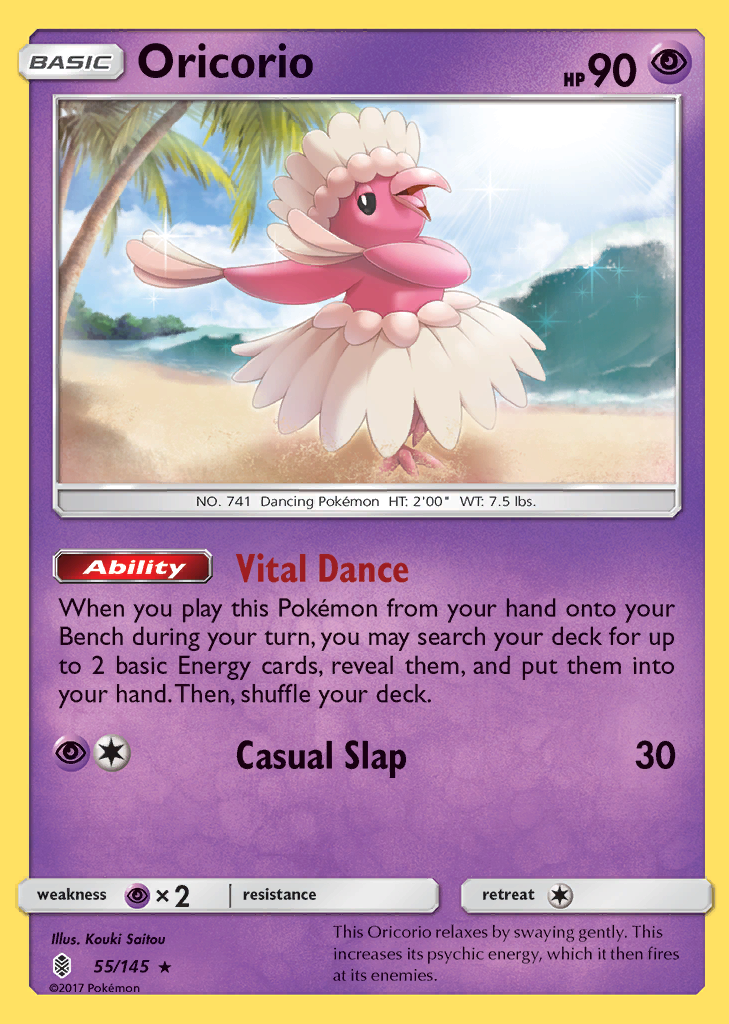 BASIC Oricorio HP 90
NO. 741 Dancing Pokémon HT: 2'00" WT: 7.5 lbs.
Ability Vital Dance
When you play this Pokémon from your hand onto your
Bench during your turn, you may search your deck for up
to 2 basic Energy cards, reveal them, and put them into
your hand. Then, shuffle your deck.
Casual Slap 30
weakness ×2 resistance retreat
Illus. Kouki Saitou
55/145 ★
©2017 Pokémon
This Oricorio relaxes by swaying gently. This
increases its psychic energy, which it then fires
at its enemies.